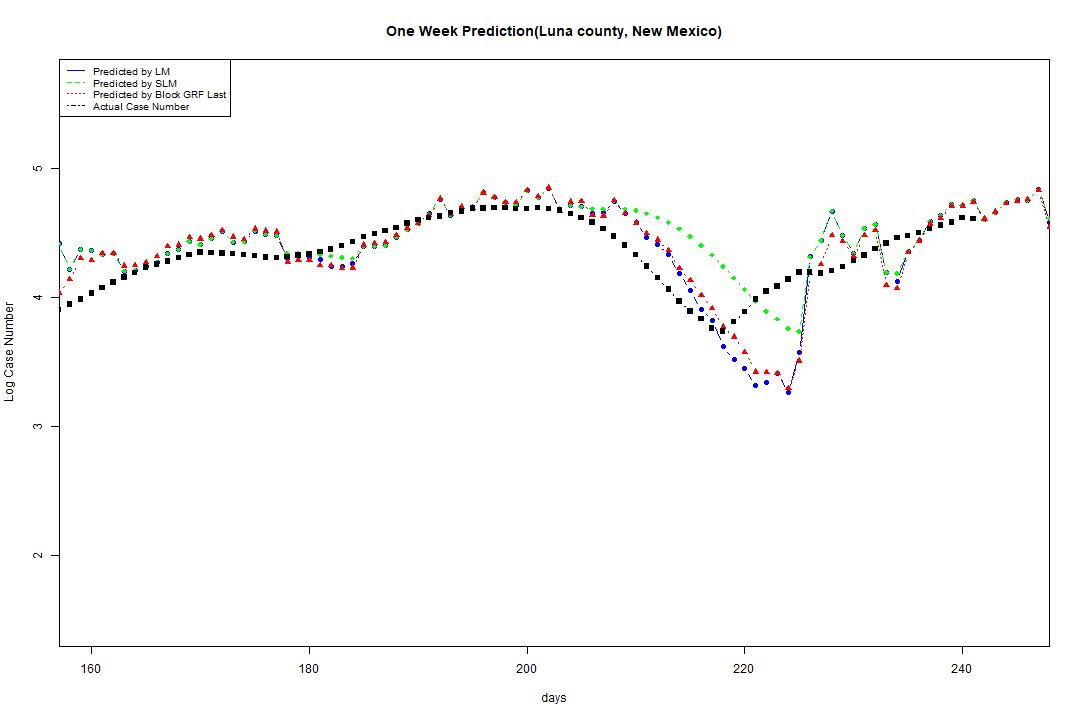 One Week Prediction(Luna county, New Mexico)
Predicted by LM
Predicted by SLM
Predicted by Block GRF Last
Actual Case Number
Log Case Number
5
4
3
2
160 180 200 220 240
days